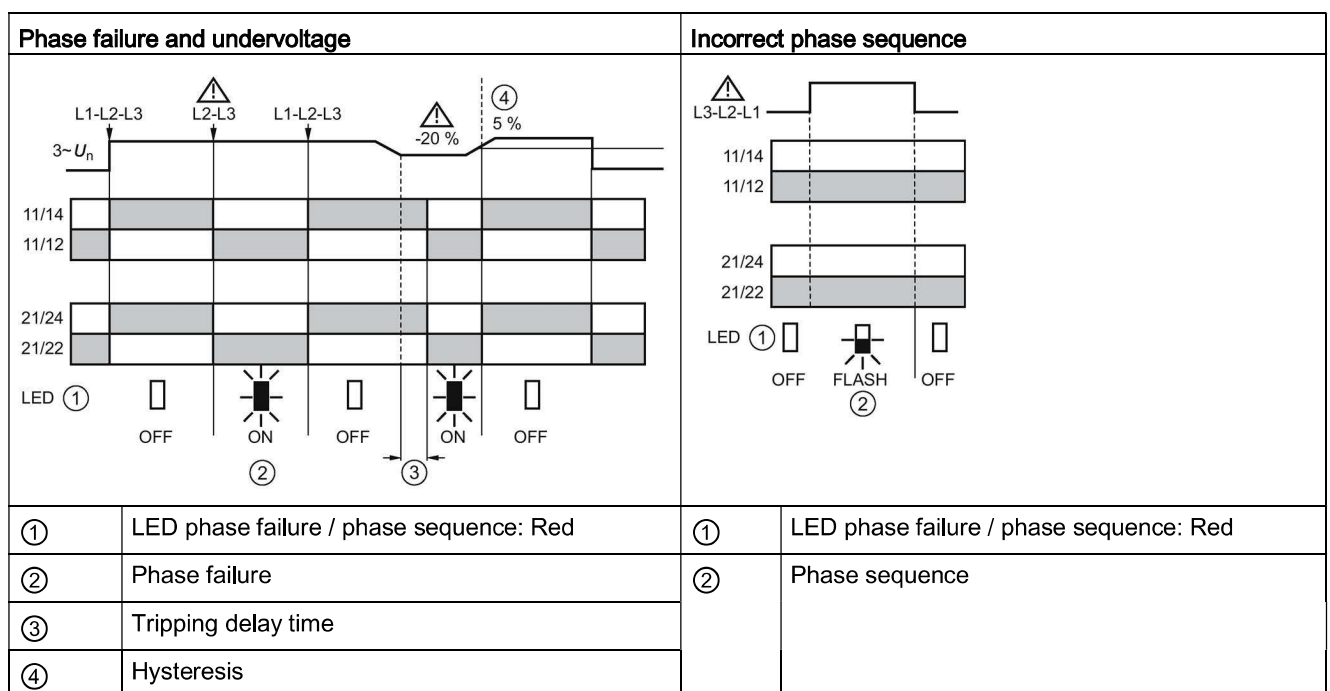 Phase failure and undervoltage
L1-L2-L3 L2-L3 L1-L2-L3 -20 % ④ 5 %
3~Un
11/14
11/12
21/24
21/22
LED ①
OFF ON OFF ON OFF
② ③
Incorrect phase sequence
L3-L2-L1
11/14
11/12
21/24
21/22
LED ①
OFF FLASH OFF
②
① LED phase failure / phase sequence: Red
② Phase failure
③ Tripping delay time
④ Hysteresis
① LED phase failure / phase sequence: Red
② Phase sequence